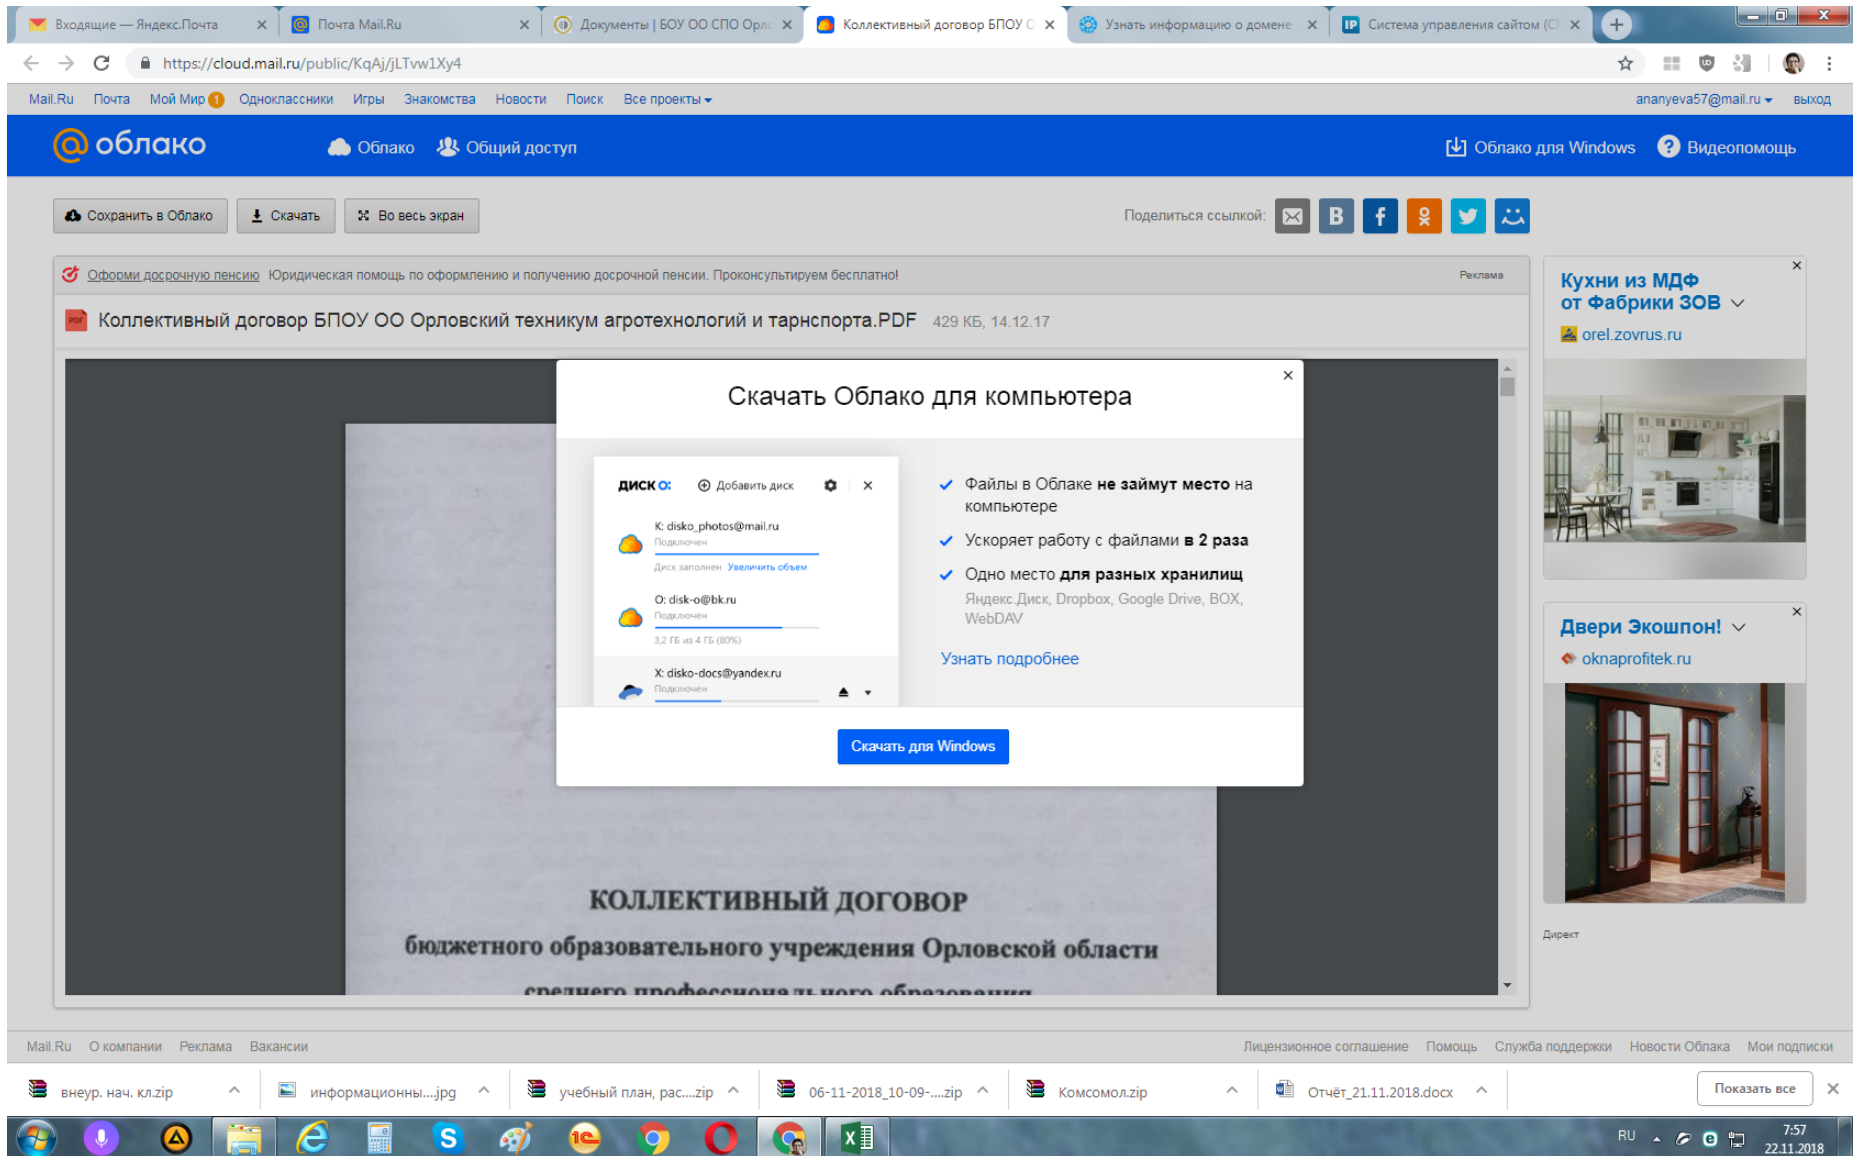 Входящие — Яндекс.Почта
Почта Mail.Ru
Документы | БОУ ОО СПО Орло
Коллективный договор БПОУ О
Узнать информацию о домене
Система управления сайтом (С
https://cloud.mail.ru/public/KqAj/jLTvw1Xy4
Mail.Ru Почта Мой Мир 1 Одноклассники Игры Знакомства Новости Поиск Все проекты
ananyeva57@mail.ru выход
облако
Облако
Общий доступ
Облако для Windows
Видеопомощь
Сохранить в Облако
Скачать
Во весь экран
Поделиться ссылкой:
Оформи досрочную пенсию Юридическая помощь по оформлению и получению досрочной пенсии. Проконсультируем бесплатно!
Реклама
PDF Коллективный договор БПОУ ОО Орловский техникум агротехнологий и тарнспорта.PDF 429 КБ, 14.12.17
Кухни из МДФ
от Фабрики ЗОВ
orel.zovrus.ru
Скачать Облако для компьютера
ДИСК О:
Добавить диск
K: disko_photos@mail.ru
Подключен
Диск заполнен Увеличить объем
O: disk-o@bk.ru
Подключен
3,2 ГБ из 4 ГБ (80%)
X: disko-docs@yandex.ru
Подключен
Файлы в Облаке не займут место на
компьютере
Ускоряет работу с файлами в 2 раза
Одно место для разных хранилищ
Яндекс.Диск, Dropbox, Google Drive, BOX,
WebDAV
Узнать подробнее
Скачать для Windows
Двери Экошпон!
oknaprofitek.ru
Директ
КОЛЛЕКТИВНЫЙ ДОГОВОР
бюджетного образовательного учреждения Орловской области
среднего профессионального образования
Mail.Ru О компании Реклама Вакансии
Лицензионное соглашение Помощь Служба поддержки Новости Облака Мои подписки
внеур. нач. кл.zip
информационны....jpg
учебный план, рас....zip
06-11-2018_10-09-....zip
Комсомол.zip
Отчёт_21.11.2018.docx
Показать все
RU
7:57
22.11.2018